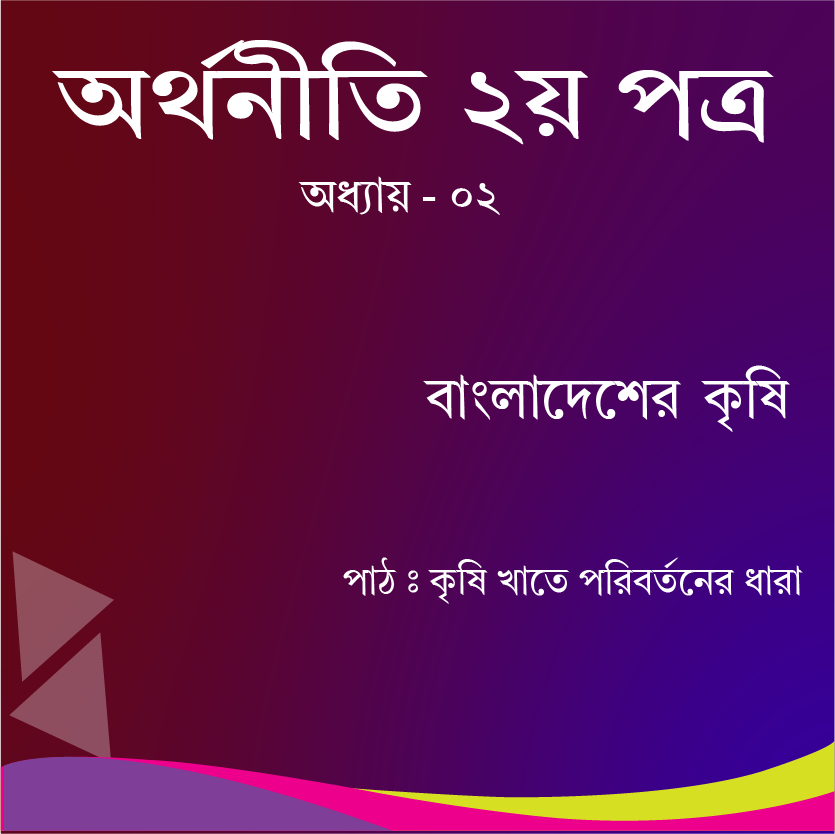 অর্থনীতি ২য় পত্র
অধ্যায় - ০২
বাংলাদেশের কৃষি
পাঠ ঃ কৃষি খাতে পরিবর্তনের ধারা